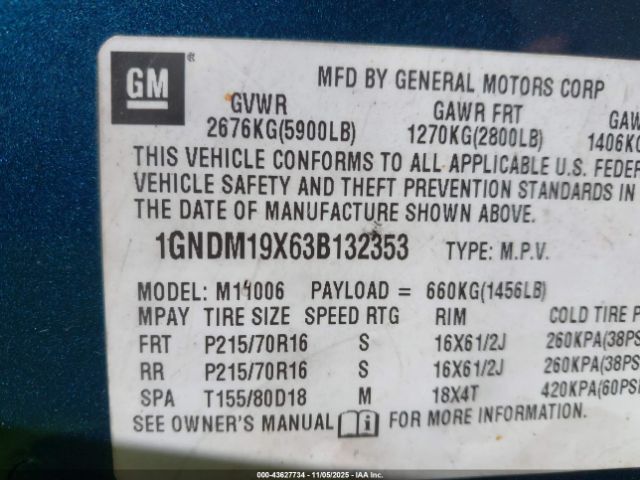 GM
MFD BY GENERAL MOTORS CORP
GVWR GAWR FRT GAW
2676KG(5900LB) 1270KG(2800LB) 1406KG
THIS VEHICLE CONFORMS TO ALL APPLICABLE U.S. FEDER
VEHICLE SAFETY AND THEFT PREVENTION STANDARDS IN
THE DATE OF MANUFACTURE SHOWN ABOVE.
1GNDM19X63B132353 TYPE: M.P.V.
MODEL: M11006 PAYLOAD = 660KG(1456LB)
MPAY TIRE SIZE SPEED RTG RIM COLD TIRE P
FRT P215/70R16 S 16X61/2J 260KPA(38PS
RR P215/70R16 S 16X61/2J 260KPA(38PS
SPA T155/80D18 M 18X4T 420KPA(60PSI
SEE OWNER'S MANUAL i FOR MORE INFORMATION.
000-43627734 - 11/05/2025 - IAA Inc.